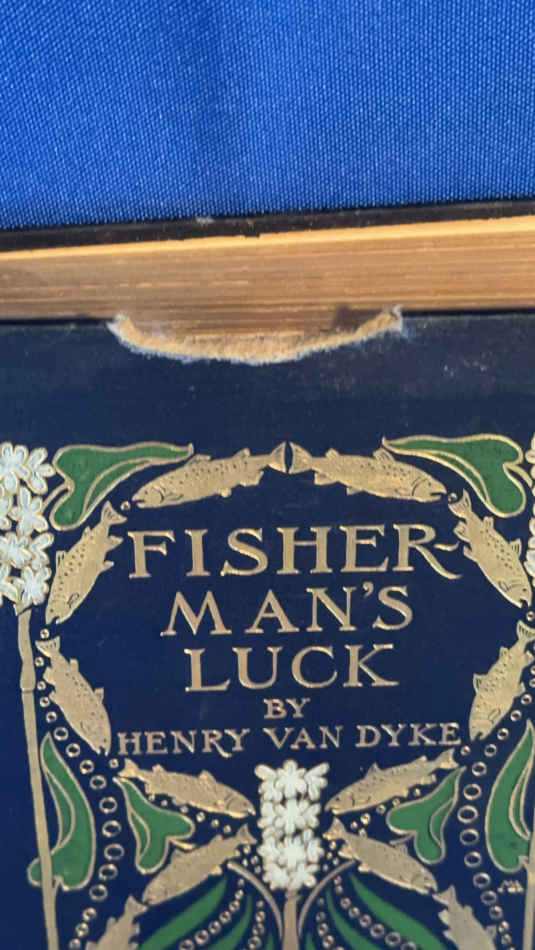 FISHER-
MAN'S
LUCK
BY
HENRY VAN DYKE